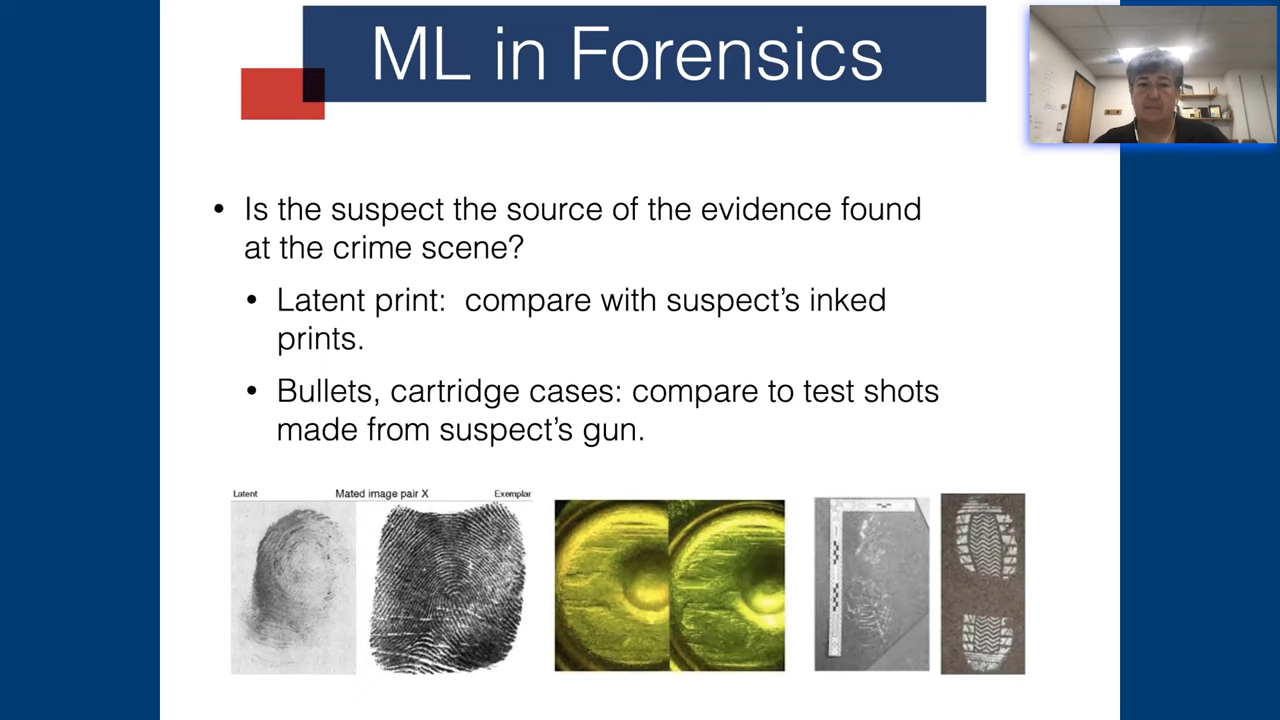 ML in Forensics
• Is the suspect the source of the evidence found
at the crime scene?
• Latent print:  compare with suspect’s inked
prints.
• Bullets, cartridge cases: compare to test shots
made from suspect’s gun.
Latent Mated image pair X Exemplar